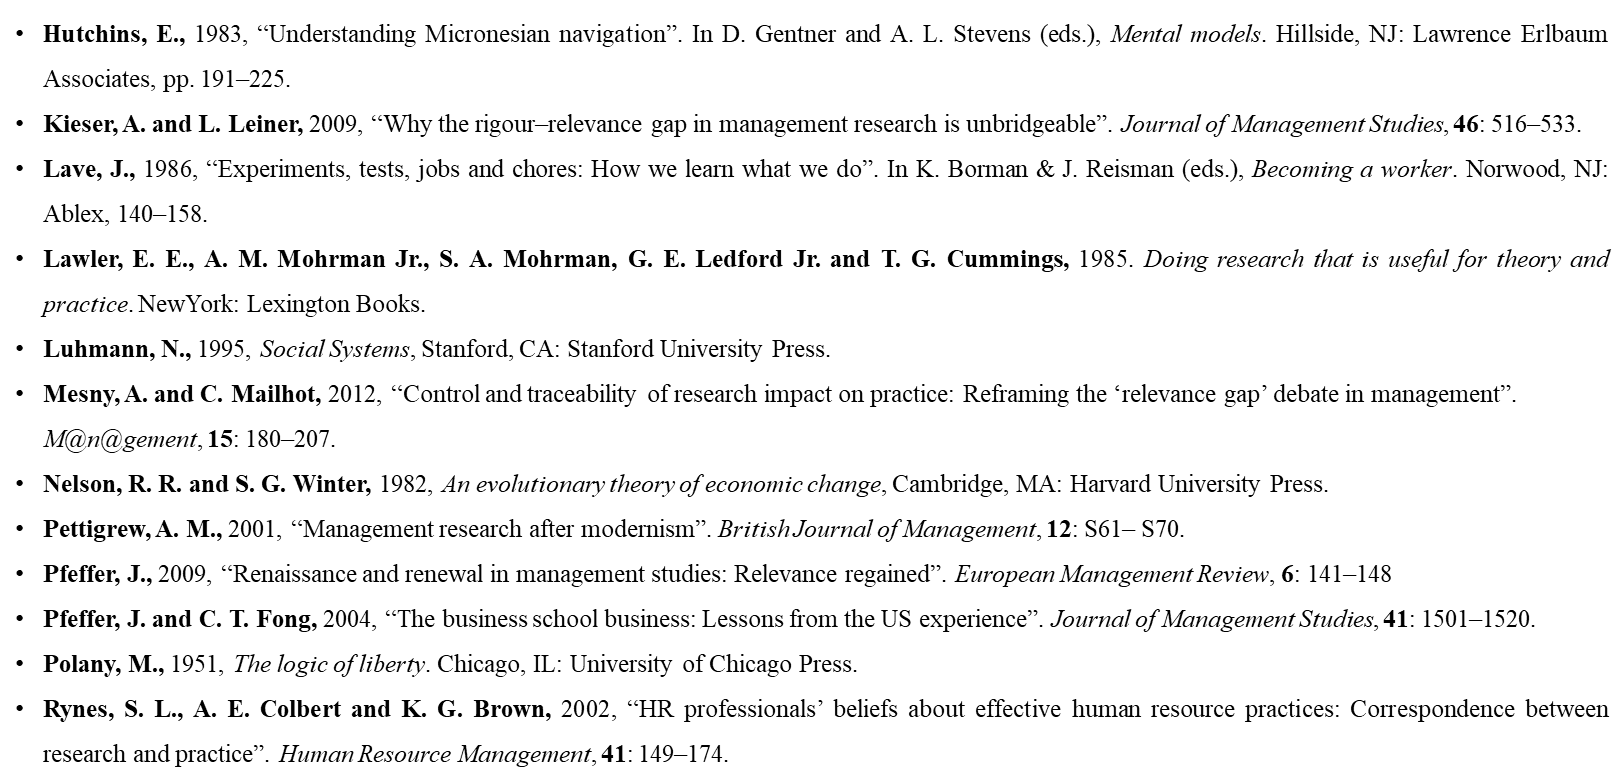 • Hutchins, E., 1983, “Understanding Micronesian navigation”. In D. Gentner and A. L. Stevens (eds.), Mental models. Hillside, NJ: Lawrence Erlbaum
Associates, pp. 191–225.
• Kieser, A. and L. Leiner, 2009, “Why the rigour–relevance gap in management research is unbridgeable”. Journal of Management Studies, 46: 516–533.
• Lave, J., 1986, “Experiments, tests, jobs and chores: How we learn what we do”. In K. Borman & J. Reisman (eds.), Becoming a worker. Norwood, NJ:
Ablex, 140–158.
• Lawler, E. E., A. M. Mohrman Jr., S. A. Mohrman, G. E. Ledford Jr. and T. G. Cummings, 1985. Doing research that is useful for theory and
practice. NewYork: Lexington Books.
• Luhmann, N., 1995, Social Systems, Stanford, CA: Stanford University Press.
• Mesny, A. and C. Mailhot, 2012, “Control and traceability of research impact on practice: Reframing the ‘relevance gap’ debate in management”.
M@n@gement, 15: 180–207.
• Nelson, R. R. and S. G. Winter, 1982, An evolutionary theory of economic change, Cambridge, MA: Harvard University Press.
• Pettigrew, A. M., 2001, “Management research after modernism”. British Journal of Management, 12: S61– S70.
• Pfeffer, J., 2009, “Renaissance and renewal in management studies: Relevance regained”. European Management Review, 6: 141–148
• Pfeffer, J. and C. T. Fong, 2004, “The business school business: Lessons from the US experience”. Journal of Management Studies, 41: 1501–1520.
• Polany, M., 1951, The logic of liberty. Chicago, IL: University of Chicago Press.
• Rynes, S. L., A. E. Colbert and K. G. Brown, 2002, “HR professionals’ beliefs about effective human resource practices: Correspondence between
research and practice”. Human Resource Management, 41: 149–174.